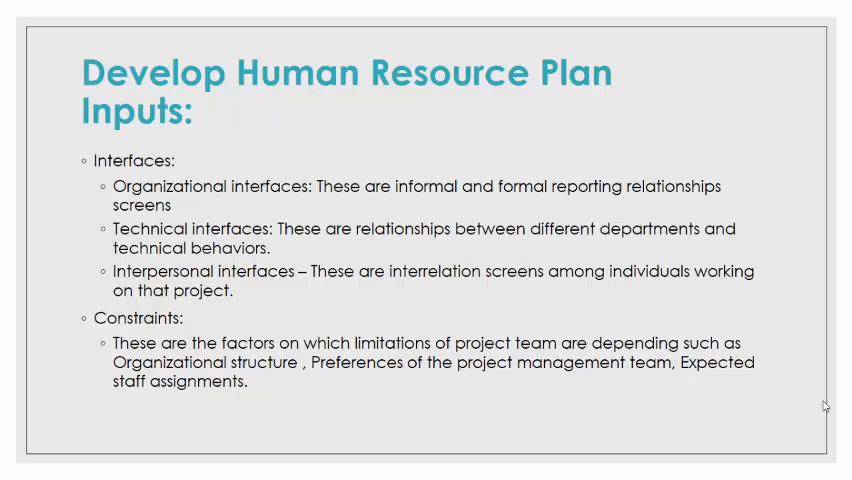 Develop Human Resource Plan
Inputs:
◦ Interfaces:
◦ Organizational interfaces: These are informal and formal reporting relationships
screens
◦ Technical interfaces: These are relationships between different departments and
technical behaviors.
◦ Interpersonal interfaces – These are interrelation screens among individuals working
on that project.
◦ Constraints:
◦ These are the factors on which limitations of project team are depending such as
Organizational structure , Preferences of the project management team, Expected
staff assignments.